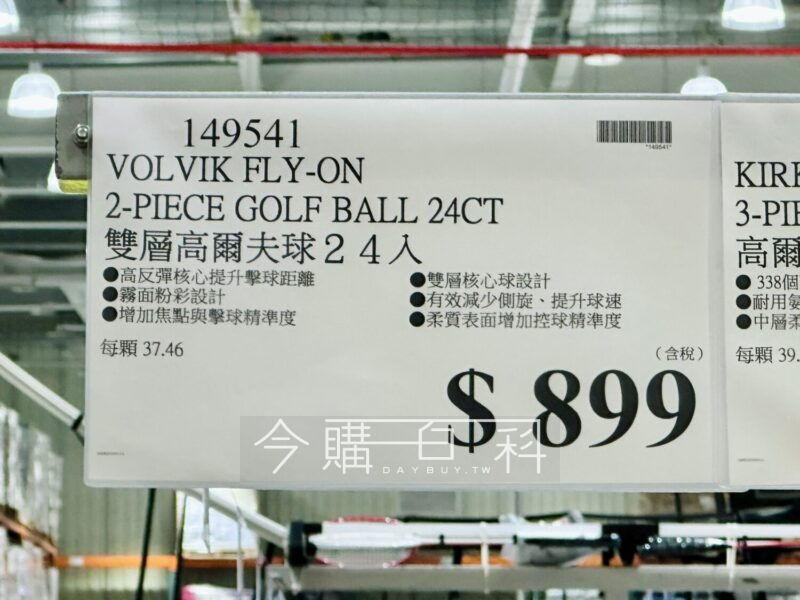 149541
*149541*
VOLVIK FLY-ON
2-PIECE GOLF BALL 24CT
雙層高爾夫球２４入
●高反彈核心提升擊球距離
●霧面粉彩設計
●增加焦點與擊球精準度
●雙層核心球設計
●有效減少側旋、提升球速
●柔質表面增加控球精準度
每顆 37.46
（含稅）
$ 899
今購百科
DAYBUY.TW
3-PIE
高爾
● 338個
●耐用
●中層柔
每顆 39.